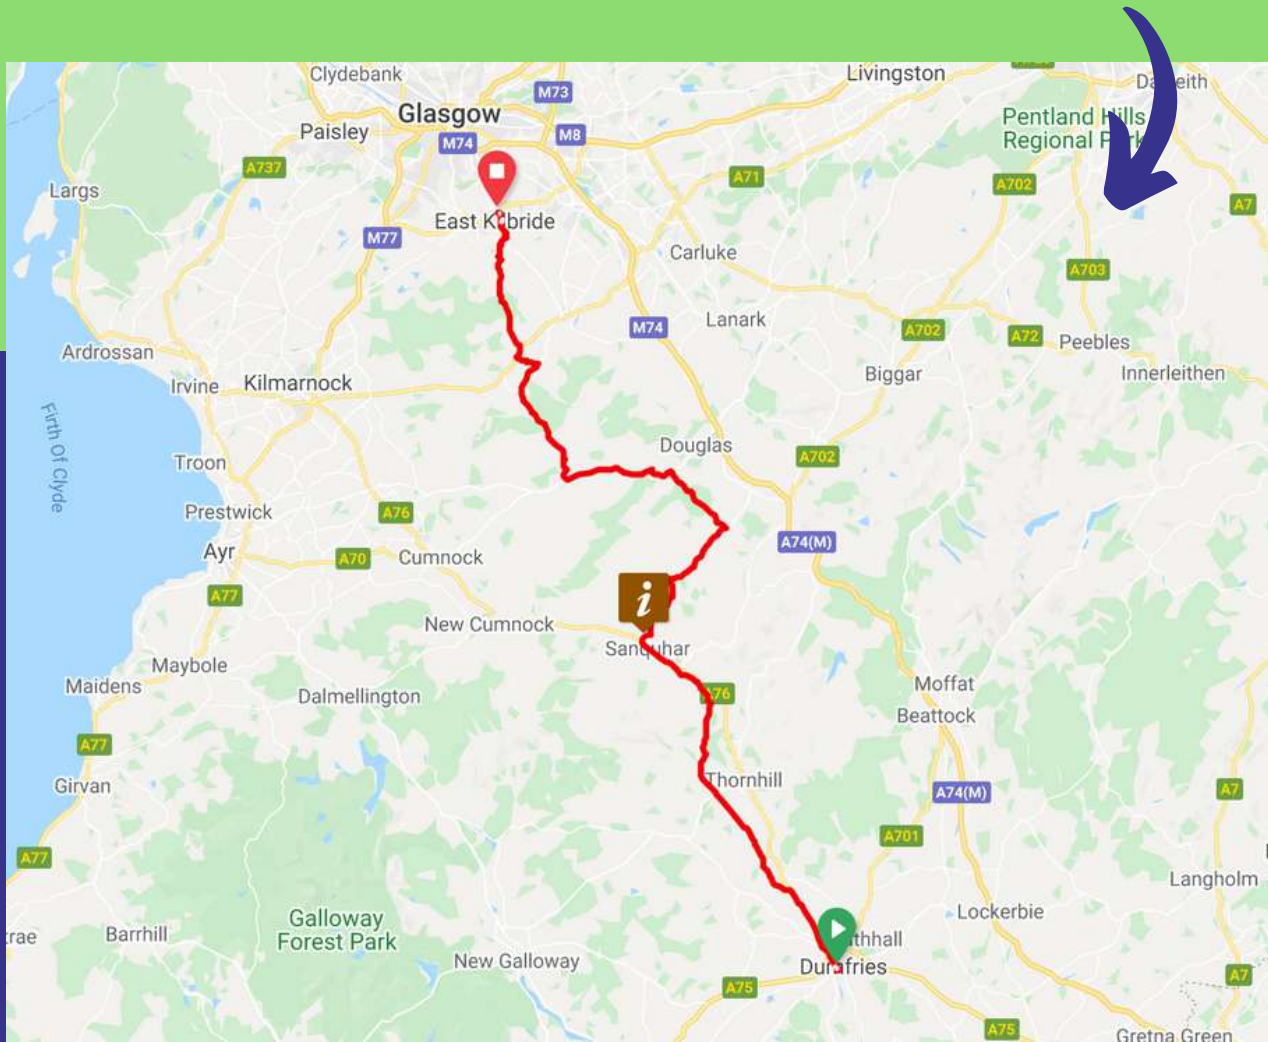 Clydebank
Livingston
M73
Glasgow
Pentland Hills
Paisley
M74
M8
A737
A71
A702
Largs
A7
East Kilbride
M77
Carluke
A703
M74
Lanark
A702
A72
Peebles
Ardrossan
Biggar
Innerleithen
Irvine
Kilmarnock
Firth Of Clyde
Douglas
A702
Troon
Prestwick
A76
A74(M)
Ayr
A70
Cumnock
A77
i
New Cumnock
Sanquhar
Maybole
Maidens
Dalmellington
Moffat
Beattock
A77
Girvan
Thornhill
A74(M)
A7
A701
A77
Langholm
Galloway
Forest Park
Lockerbie
Barrhill
New Galloway
Dumfries
A75
A7
A75
Gretna Green